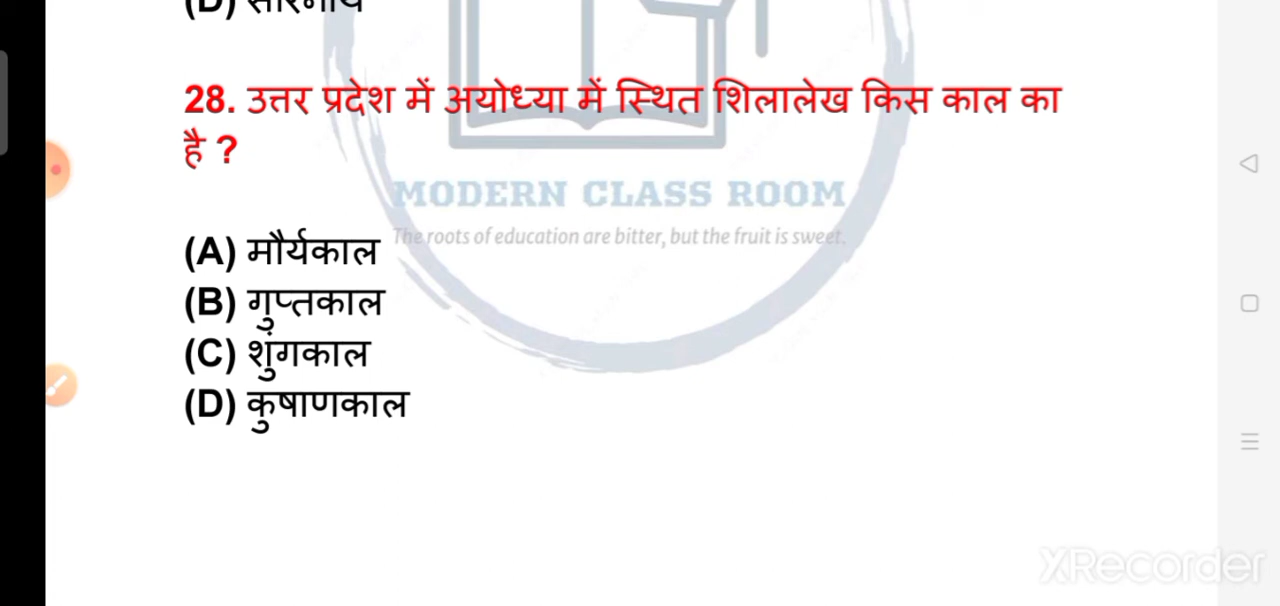 (D) सारनाथ
28. उत्तर प्रदेश में अयोध्या में स्थित शिलालेख किस काल का
है ?
MODERN CLASS ROOM
The roots of education are bitter, but the fruit is sweet.
(A) मौर्यकाल
(B) गुप्तकाल
(C) शुंगकाल
(D) कुषाणकाल
XRecorder